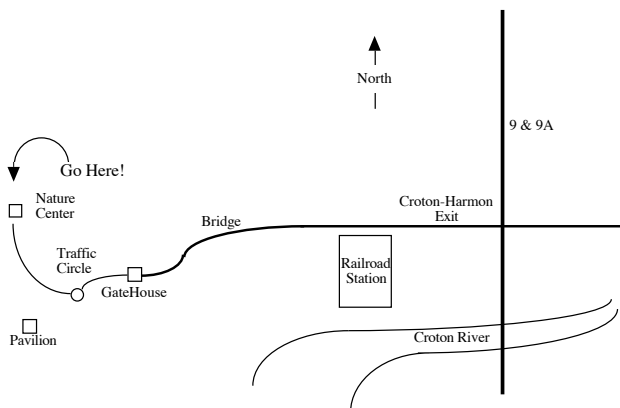 North
9 & 9A
Go Here!
Nature
Center
Croton-Harmon
Exit
Bridge
Traffic
Circle
Railroad
Station
GateHouse
Pavilion
Croton River